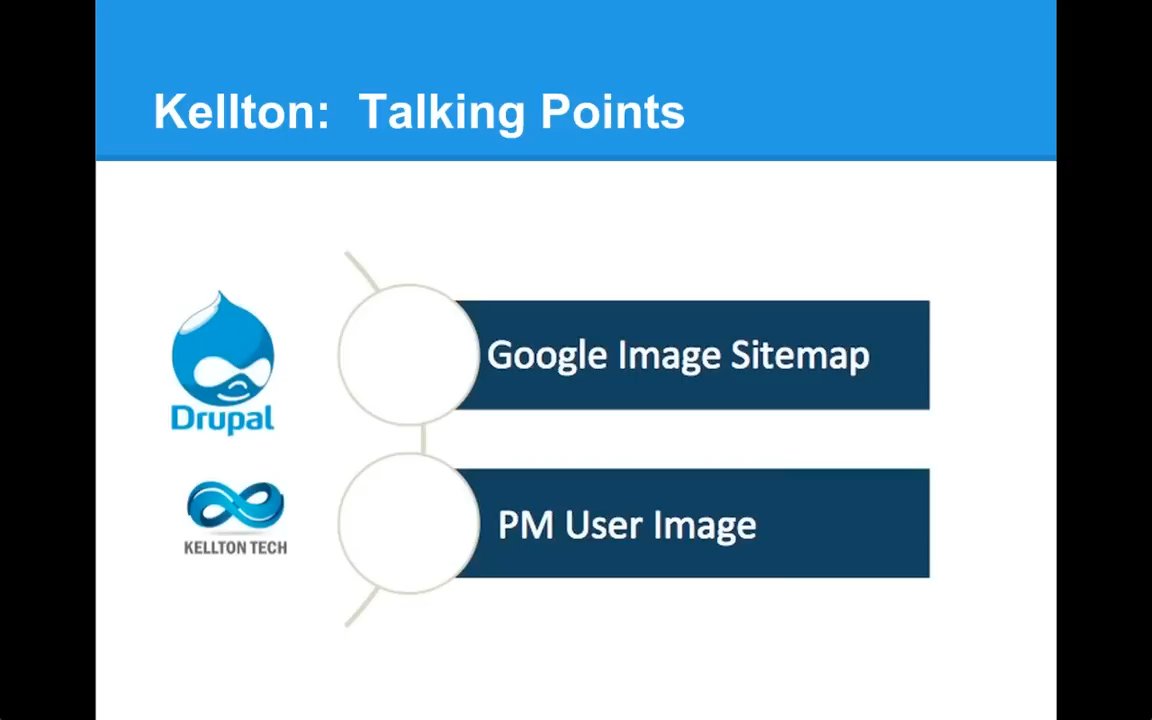 Kellton:  Talking Points
Google Image Sitemap
Drupal
PM User Image
KELLTON TECH